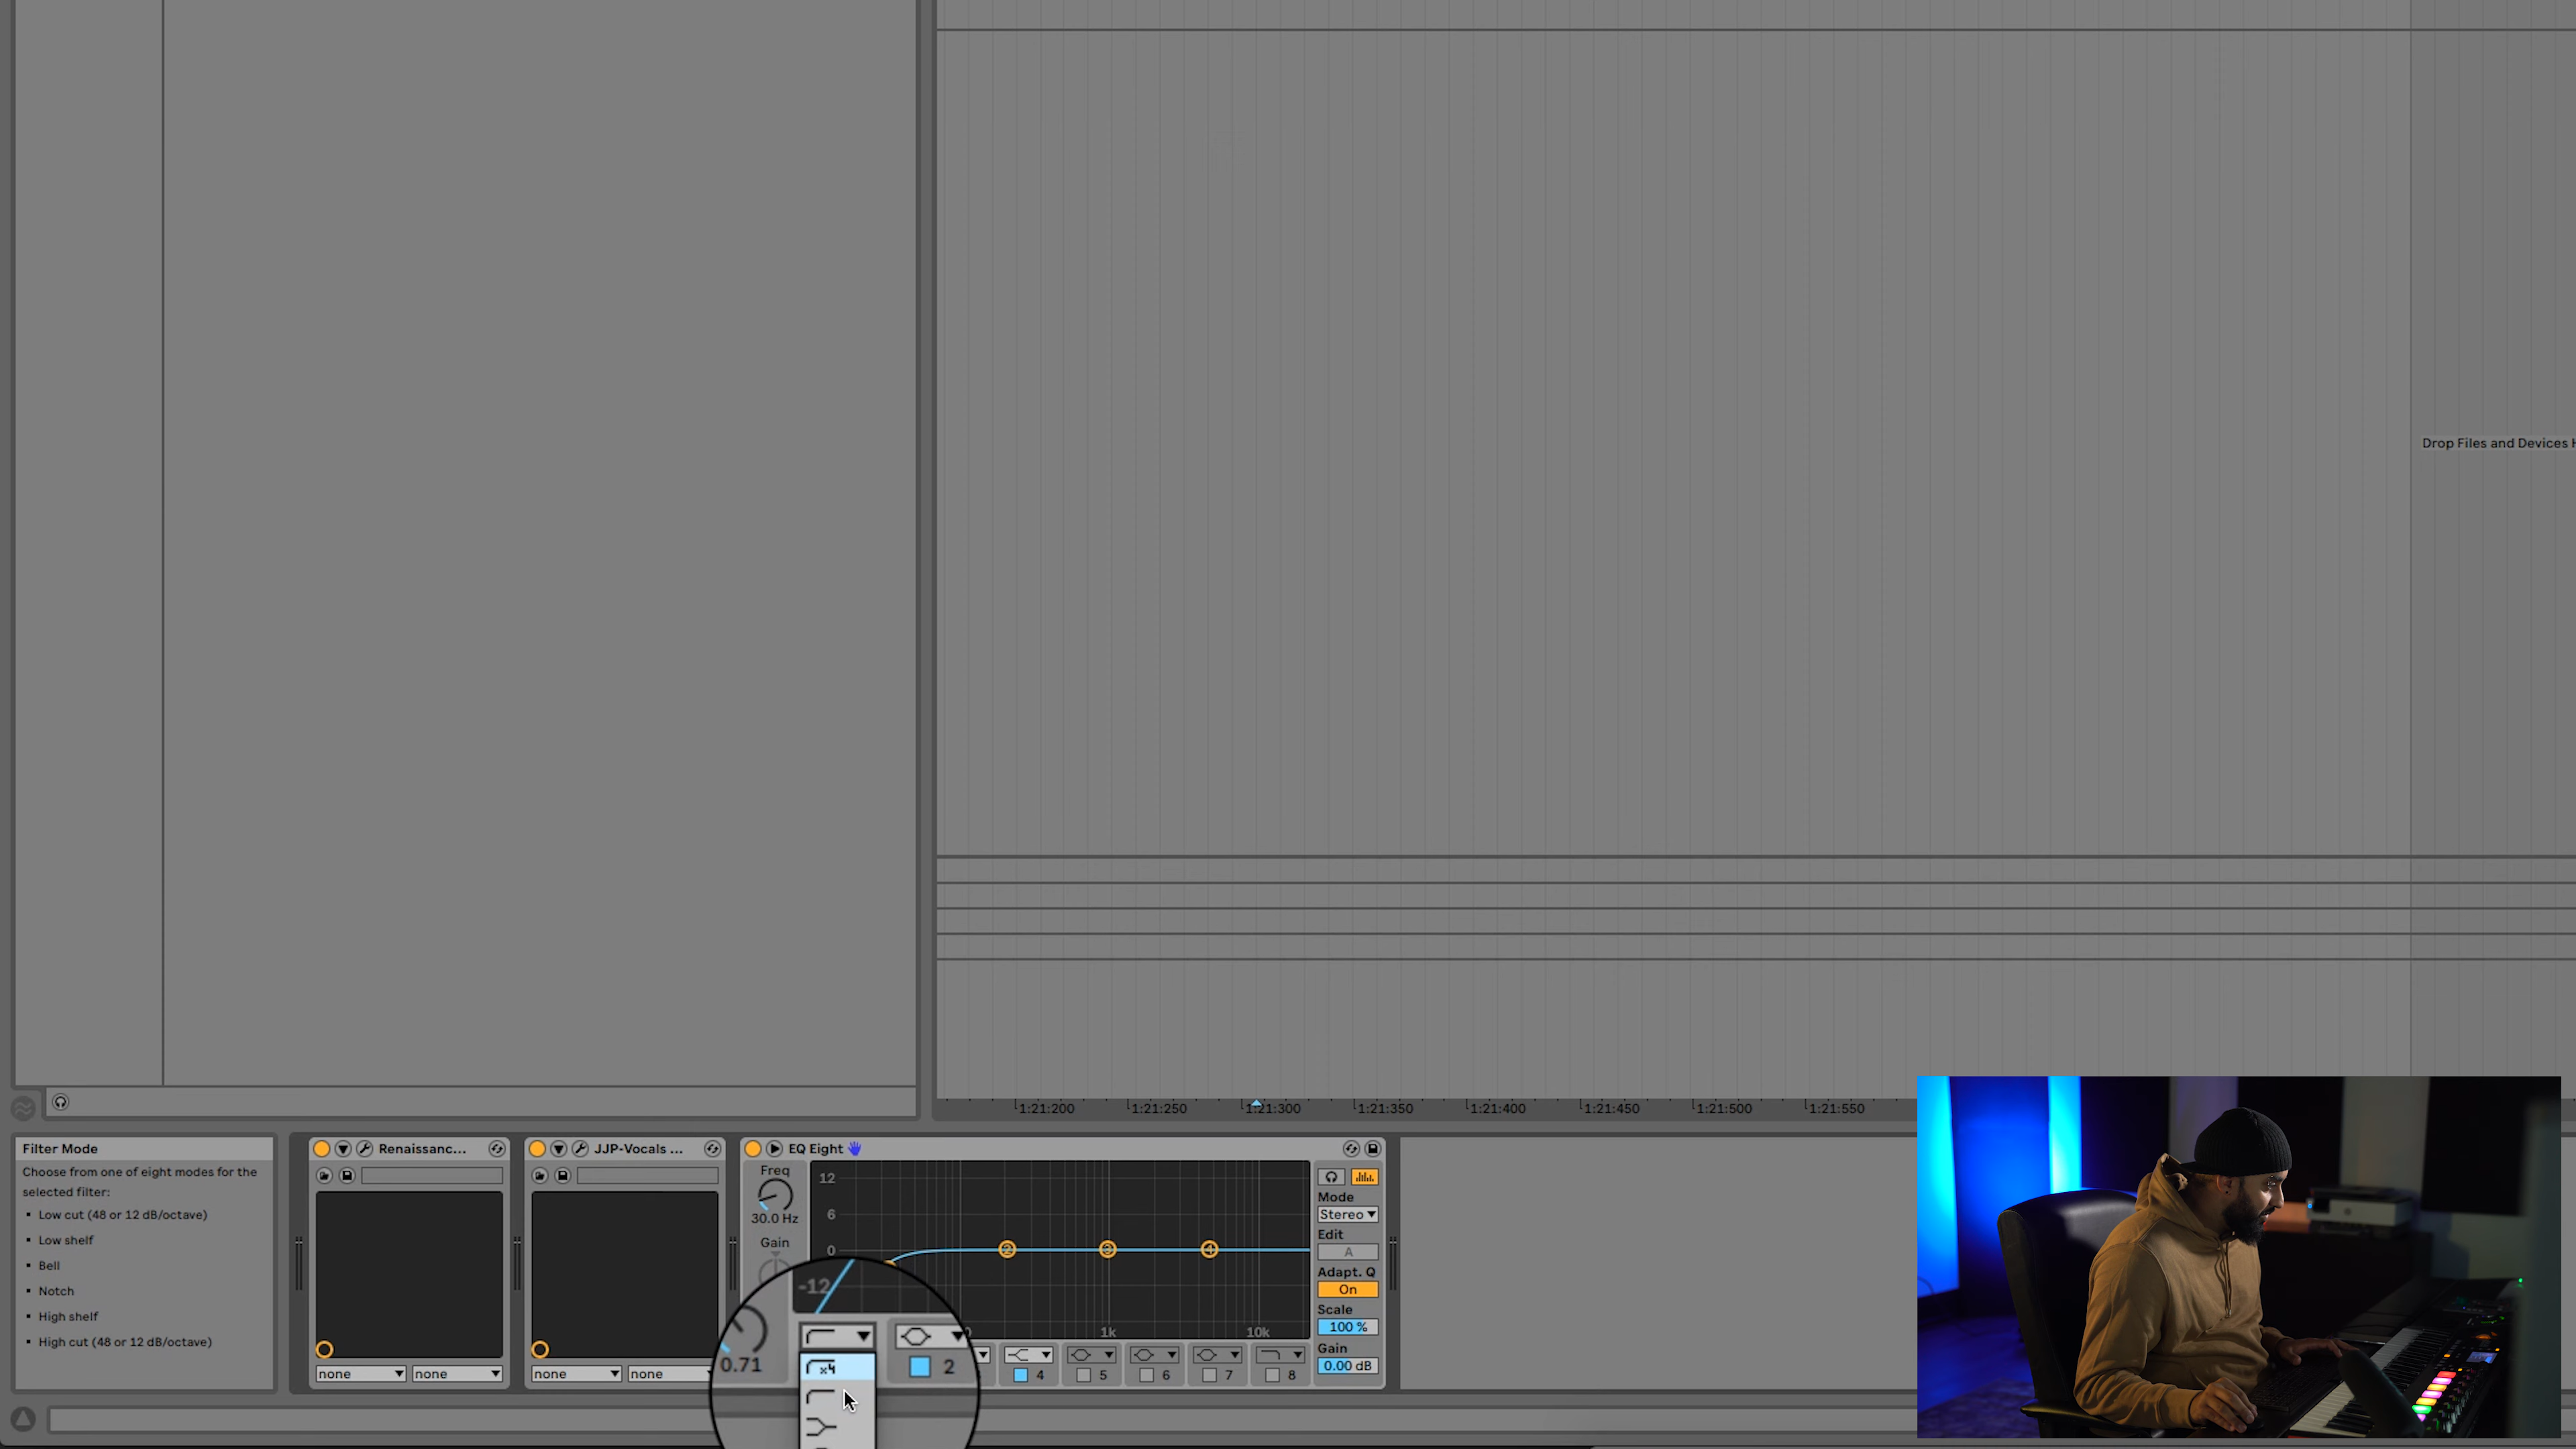 Drop Files and Devices H
1:21:200
1:21:250
1:21:300
1:21:350
1:21:400
1:21:450
1:21:500
1:21:550
Filter Mode
Choose from one of eight modes for the
selected filter:
Low cut (48 or 12 dB/octave)
Low shelf
Bell
Notch
High shelf
High cut (48 or 12 dB/octave)
Renaissanc...
none
none
JJP-Vocals ...
none
none
EQ Eight
Freq
30.0 Hz
Gain
0.71
12
6
0
-12
1k
10k
x4
2
3
4
2
4
5
6
7
8
Mode
Stereo
Edit
A
Adapt. Q
On
Scale
100 %
Gain
0.00 dB